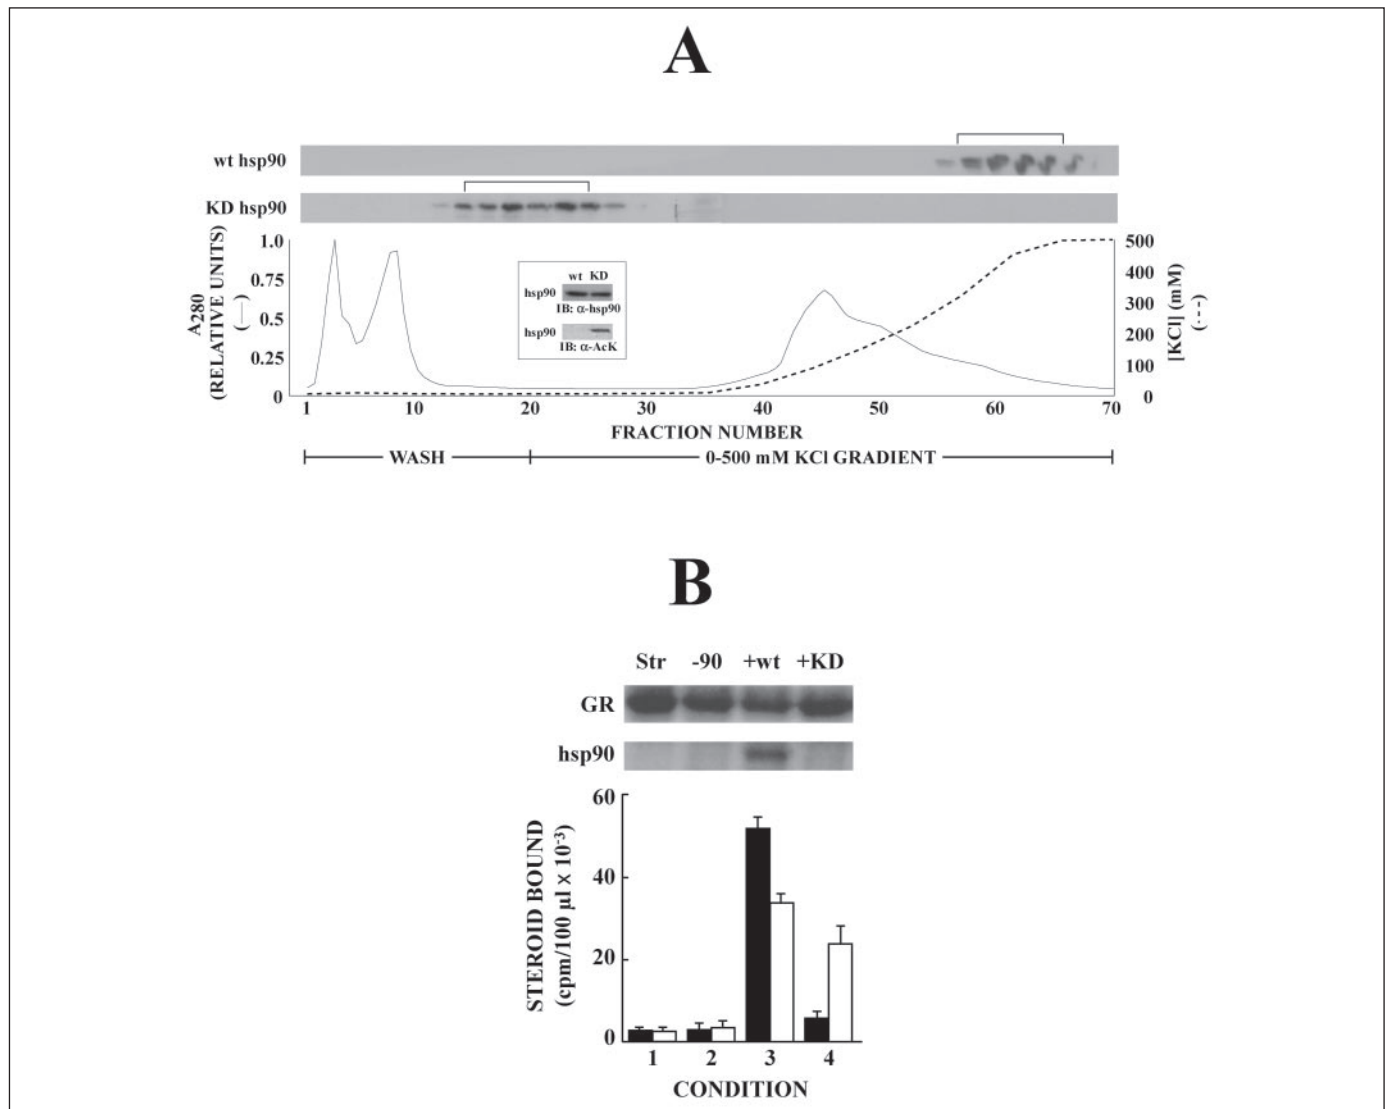 A
wt hsp90
KD hsp90
A280
(RELATIVE UNITS)
(—)
1.0
0.75
0.5
0.25
0
wt KD
hsp90
IB: α-hsp90
hsp90
IB: α-AcK
500
400
300
200
100
0
[KCl] (mM)
(---)
1 10 20 30 40 50 60 70
FRACTION NUMBER
WASH 0-500 mM KCl GRADIENT
B
Str -90 +wt +KD
GR
hsp90
STEROID BOUND
(cpm/100 µl x 10-3)
60
40
20
0
1 2 3 4
CONDITION